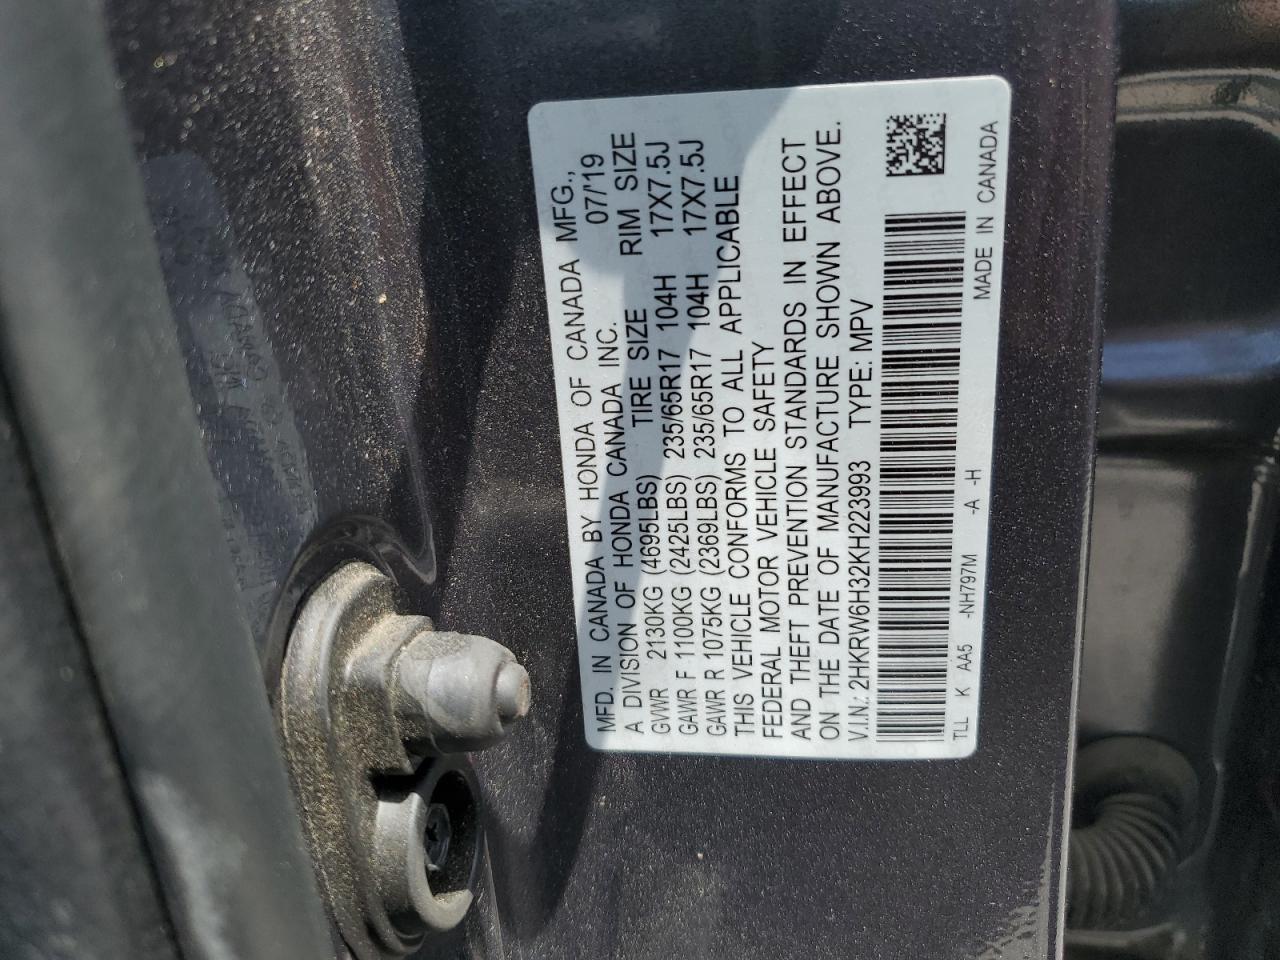 MFD. IN CANADA BY HONDA OF CANADA MFG.,
A DIVISION OF HONDA CANADA INC. 07/'19
GVWR 2130KG (4695LBS) TIRE SIZE RIM SIZE
GAWR F 1100KG (2425LBS) 235/65R17 104H 17X7.5J
GAWR R 1075KG (2369LBS) 235/65R17 104H 17X7.5J
THIS VEHICLE CONFORMS TO ALL APPLICABLE
FEDERAL MOTOR VEHICLE SAFETY
AND THEFT PREVENTION STANDARDS IN EFFECT
ON THE DATE OF MANUFACTURE SHOWN ABOVE.
V.I.N.: 2HKRW6H32KH223993 TYPE: MPV
TLL K AA5 -NH797M -A -H
MADE IN CANADA